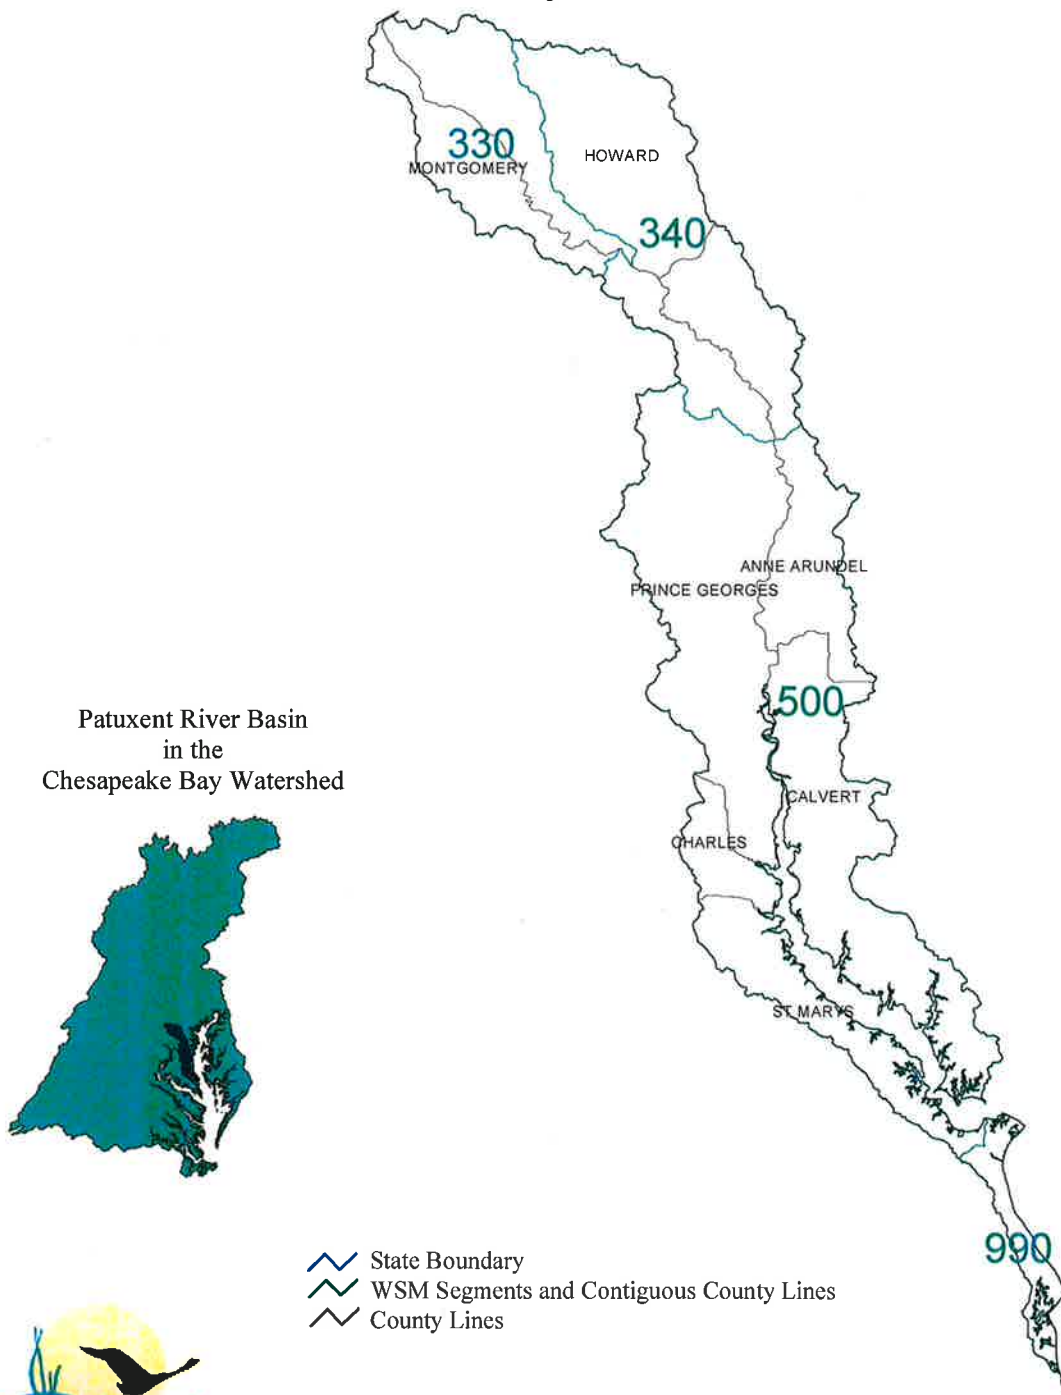 330
MONTGOMERY
HOWARD
340
ANNE ARUNDEL
PRINCE GEORGES
500
Patuxent River Basin
in the
Chesapeake Bay Watershed
CALVERT
CHARLES
ST MARYS
990
State Boundary
WSM Segments and Contiguous County Lines
County Lines